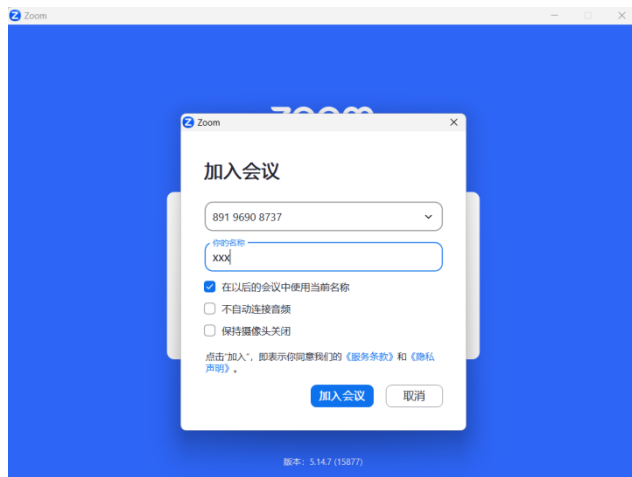 Zoom
zoom
Zoom
加入会议
891 9690 8737
你的名称
xxx
在以后的会议中使用当前名称
不自动连接音频
保持摄像头关闭
点击“加入”，即表示你同意我们的《服务条款》和《隐私
声明》。
加入会议 取消
版本：5.14.7 (15877)